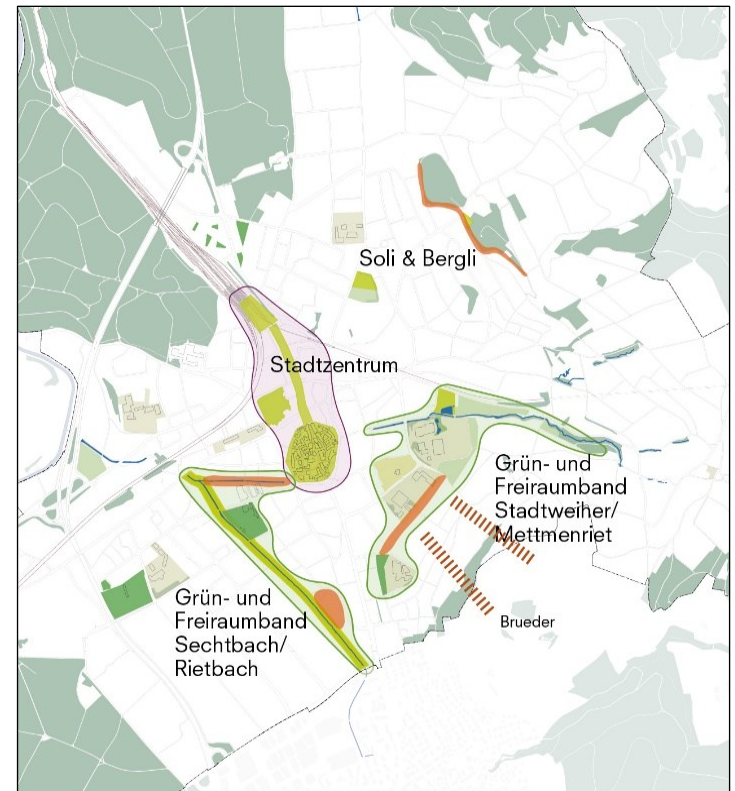 Soli & Bergli
Stadtzentrum
Grün- und
Freiraumband
Stadtweiher/
Mettmenriet
Grün- und
Freiraumband
Sechtbach/
Rietbach
Brueder